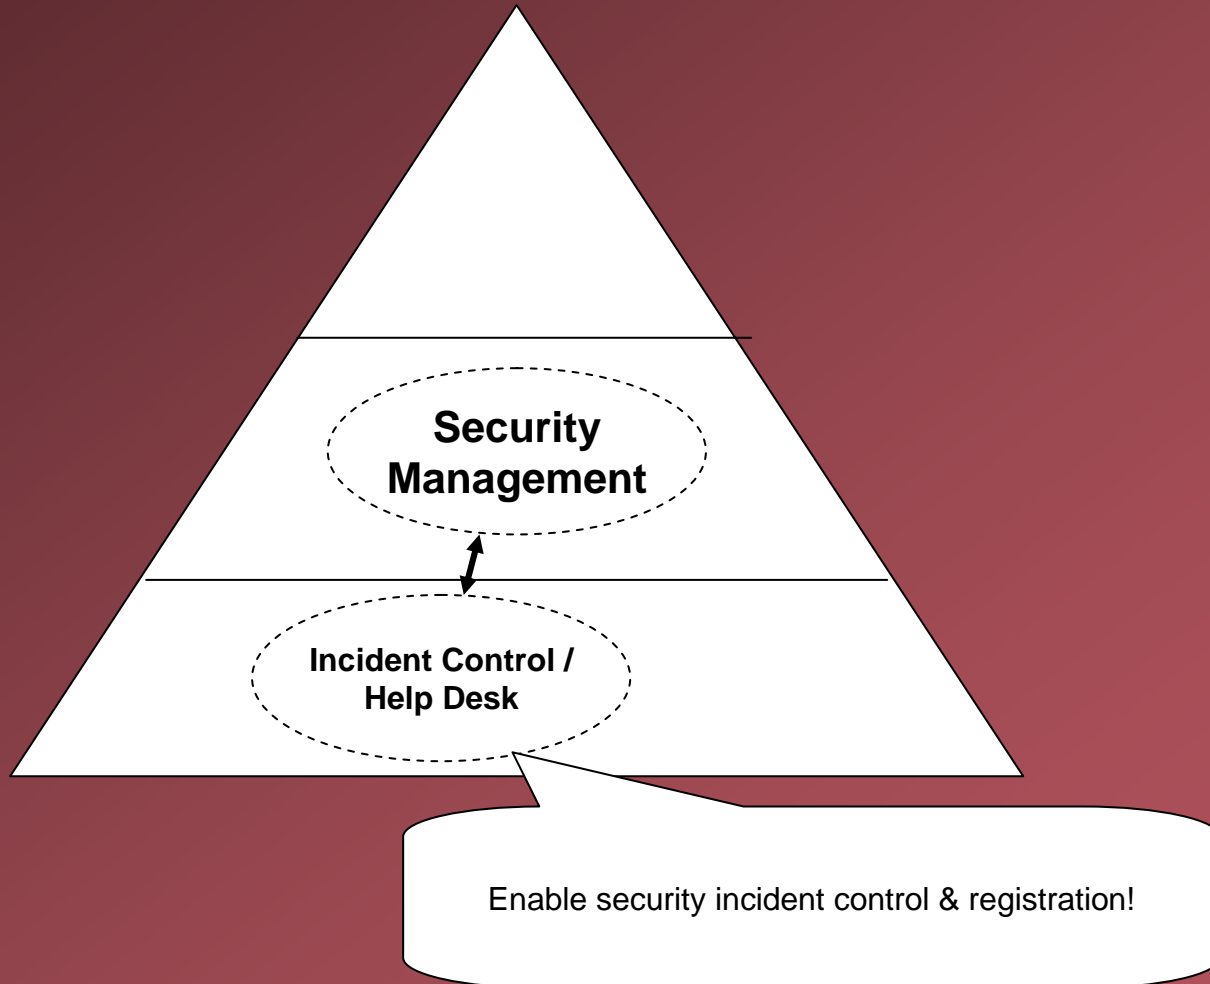 Security
Management
Incident Control /
Help Desk
Enable security incident control & registration!